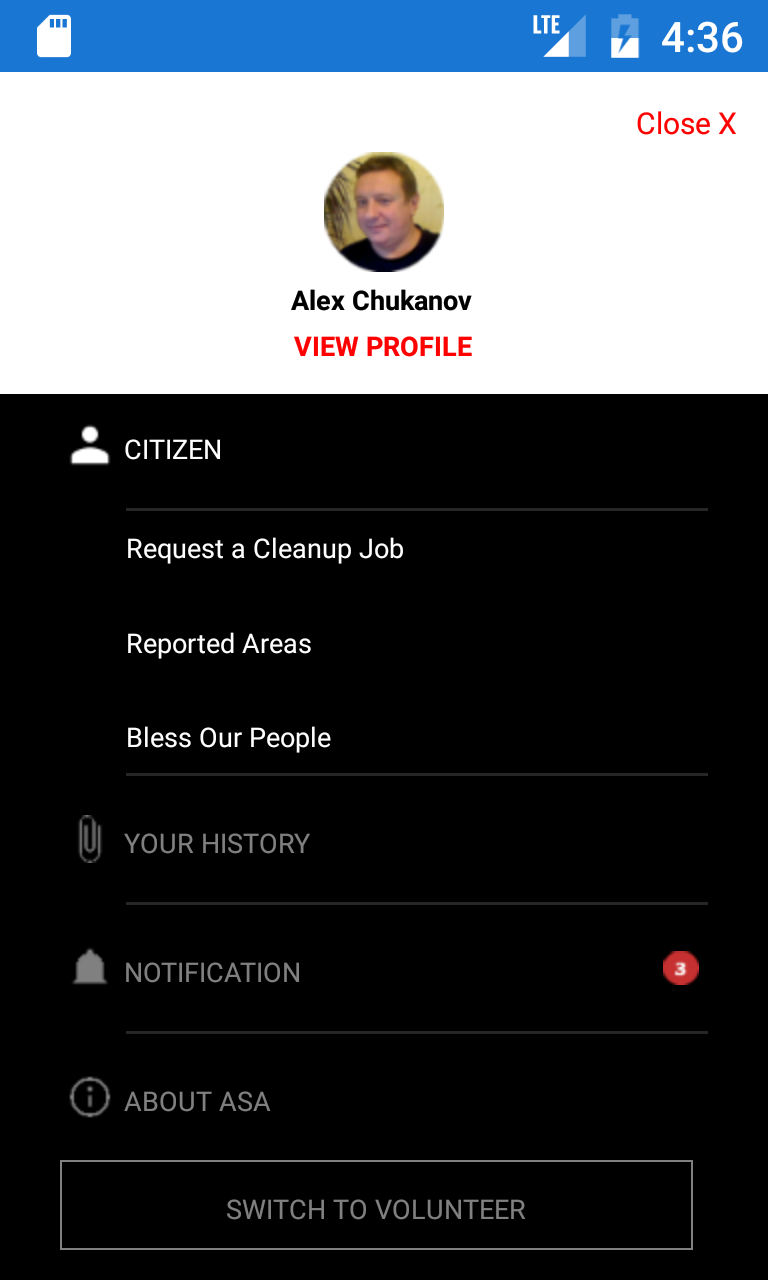 LTE 4:36
Close X
Alex Chukanov
VIEW PROFILE
CITIZEN
Request a Cleanup Job
Reported Areas
Bless Our People
YOUR HISTORY
NOTIFICATION 3
ABOUT ASA
SWITCH TO VOLUNTEER